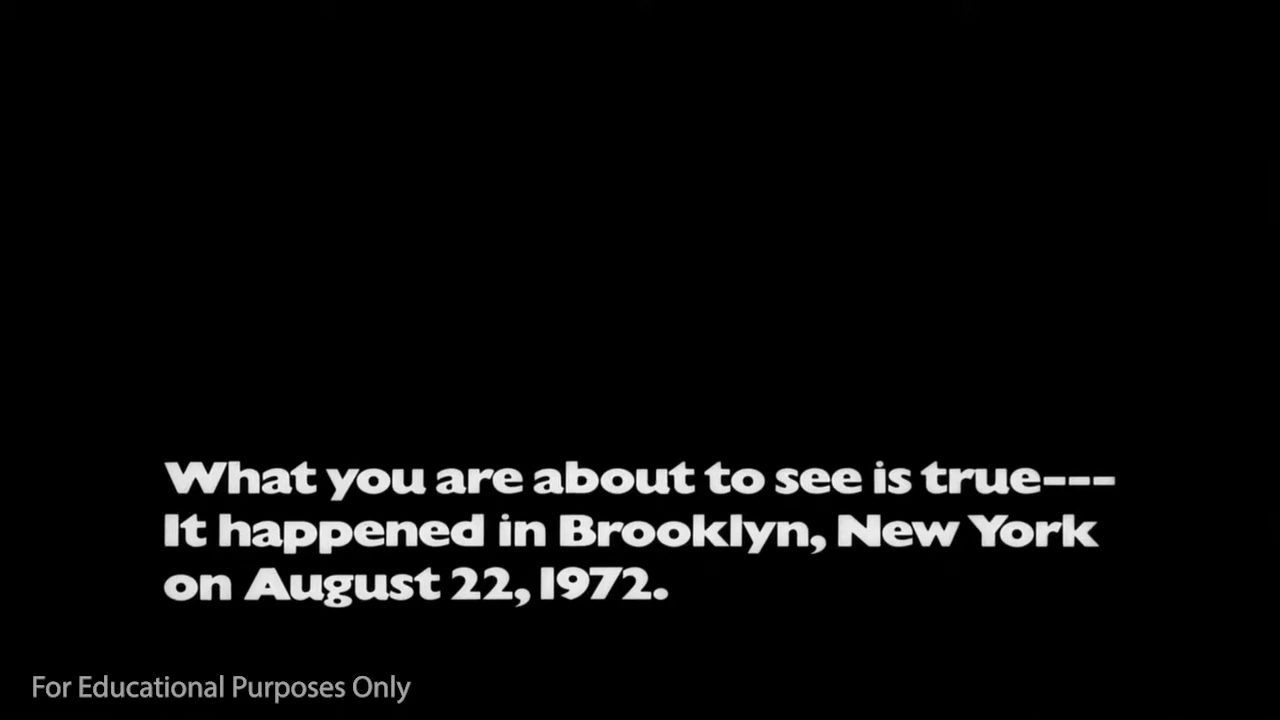 What you are about to see is true---
It happened in Brooklyn, New York
on August 22, 1972.
For Educational Purposes Only